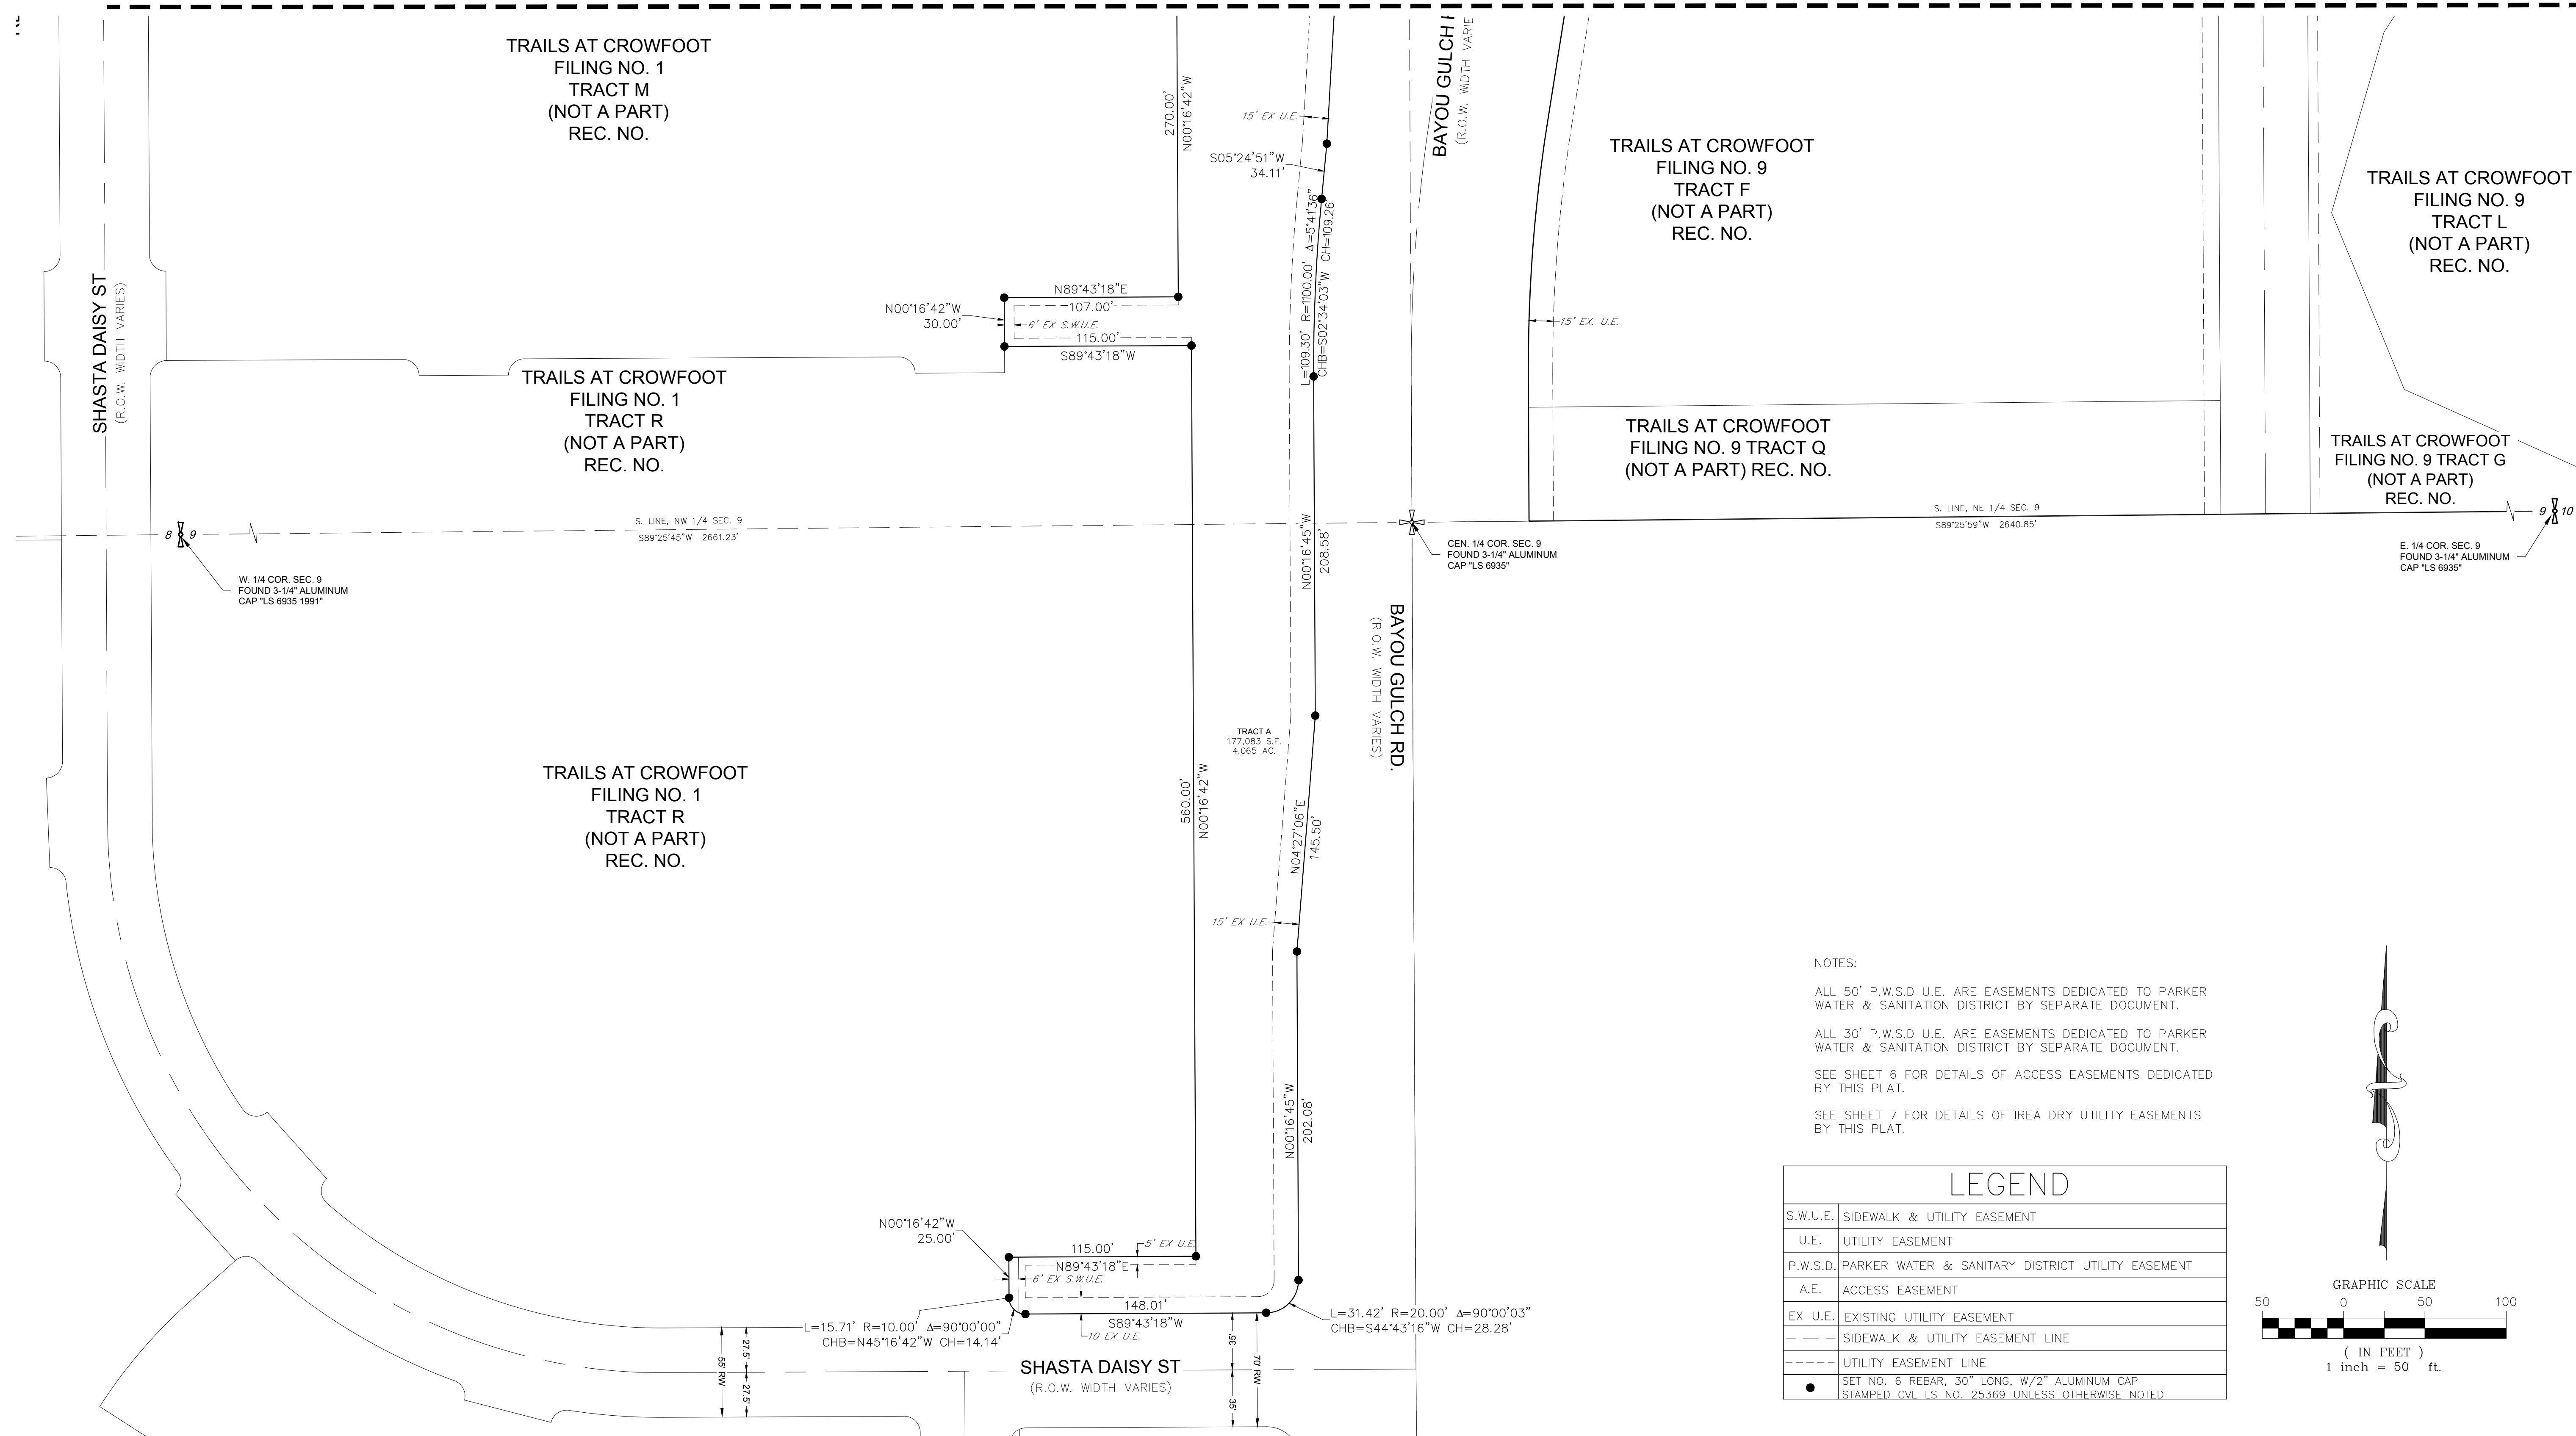 TRAILS AT CROWFOOT
FILING NO. 1
TRACT M
(NOT A PART)
REC. NO.
270.00'
N00°16'42"W
15' EX U.E.
S05°24'51"W
34.11'
BAYOU GULCH
(R.O.W. WIDTH VARIE
TRAILS AT CROWFOOT
FILING NO. 9
TRACT F
(NOT A PART)
REC. NO.
TRAILS AT CROWFOOT
FILING NO. 9
TRACT L
(NOT A PART)
REC. NO.
SHASTA DAISY ST
(R.O.W. WIDTH VARIES)
N89°43'18"E
107.00'
N00°16'42"W
30.00'
6' EX S.W.U.E.
115.00'
S89°43'18"W
L=109.30' R=1100.00' Δ=5°41'36"
CHB=S02°34'03"W CH=109.26
15' EX. U.E.
TRAILS AT CROWFOOT
FILING NO. 1
TRACT R
(NOT A PART)
REC. NO.
TRAILS AT CROWFOOT
FILING NO. 9 TRACT Q
(NOT A PART) REC. NO.
TRAILS AT CROWFOOT
FILING NO. 9 TRACT G
(NOT A PART)
REC. NO.
8 9
S. LINE, NW 1/4 SEC. 9
S89°25'45"W 2661.23'
S. LINE, NE 1/4 SEC. 9
S89°25'59"W 2640.85'
9 10
W. 1/4 COR. SEC. 9
FOUND 3-1/4" ALUMINUM
CAP "LS 6935 1991"
CEN. 1/4 COR. SEC. 9
FOUND 3-1/4" ALUMINUM
CAP "LS 6935"
E. 1/4 COR. SEC. 9
FOUND 3-1/4" ALUMINUM
CAP "LS 6935"
N00°16'45"W
208.58'
BAYOU GULCH RD.
(R.O.W. WIDTH VARIES)
TRACT A
177,083 S.F.
4.065 AC.
TRAILS AT CROWFOOT
FILING NO. 1
TRACT R
(NOT A PART)
REC. NO.
560.00'
N00°16'42"W
N04°27'06"E
145.50'
15' EX U.E.
N00°16'45"W
202.08'
N00°16'42"W
25.00'
115.00'
5' EX U.E.
N89°43'18"E
6' EX S.W.U.E.
148.01'
S89°43'18"W
10 EX U.E.
L=15.71' R=10.00' Δ=90°00'00"
CHB=N45°16'42"W CH=14.14'
L=31.42' R=20.00' Δ=90°00'03"
CHB=S44°43'16"W CH=28.28'
55' RW
27.5'
27.5'
SHASTA DAISY ST
(R.O.W. WIDTH VARIES)
35'
35'
70' RW
NOTES:
ALL 50' P.W.S.D U.E. ARE EASEMENTS DEDICATED TO PARKER
WATER & SANITATION DISTRICT BY SEPARATE DOCUMENT.
ALL 30' P.W.S.D U.E. ARE EASEMENTS DEDICATED TO PARKER
WATER & SANITATION DISTRICT BY SEPARATE DOCUMENT.
SEE SHEET 6 FOR DETAILS OF ACCESS EASEMENTS DEDICATED
BY THIS PLAT.
SEE SHEET 7 FOR DETAILS OF IREA DRY UTILITY EASEMENTS
BY THIS PLAT.
LEGEND
S.W.U.E. SIDEWALK & UTILITY EASEMENT
U.E. UTILITY EASEMENT
P.W.S.D. PARKER WATER & SANITARY DISTRICT UTILITY EASEMENT
A.E. ACCESS EASEMENT
EX U.E. EXISTING UTILITY EASEMENT
SIDEWALK & UTILITY EASEMENT LINE
UTILITY EASEMENT LINE
SET NO. 6 REBAR, 30" LONG, W/2" ALUMINUM CAP
STAMPED CVL LS NO. 25369 UNLESS OTHERWISE NOTED
GRAPHIC SCALE
50 0 50 100
( IN FEET )
1 inch = 50 ft.